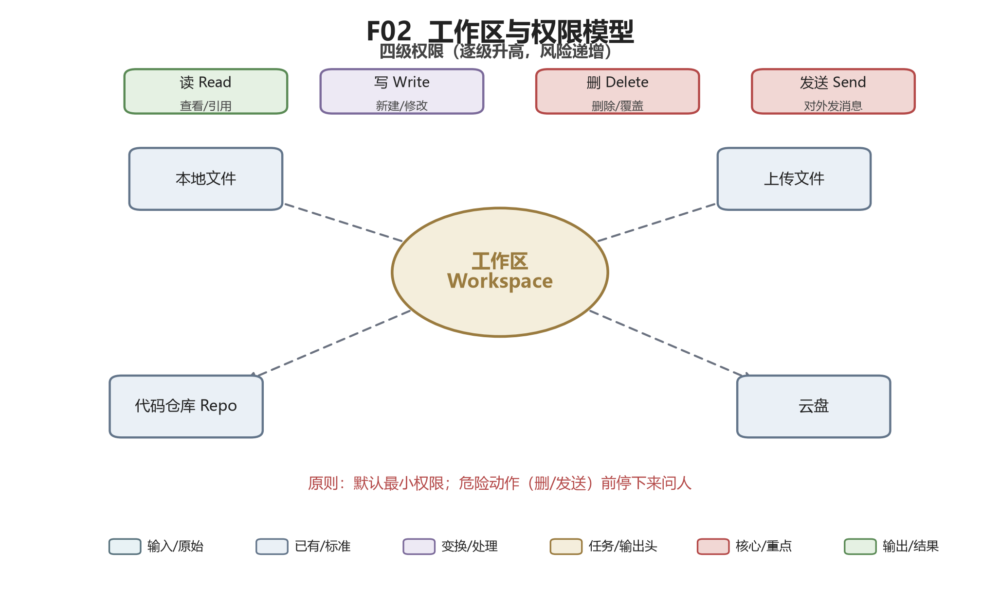 F02 工作区与权限模型
四级权限（逐级升高，风险递增）
读 Read
查看/引用
写 Write
新建/修改
删 Delete
删除/覆盖
发送 Send
对外发消息
本地文件
上传文件
工作区
Workspace
代码仓库 Repo
云盘
原则：默认最小权限；危险动作（删/发送）前停下来问人
输入/原始
已有/标准
变换/处理
任务/输出头
核心/重点
输出/结果